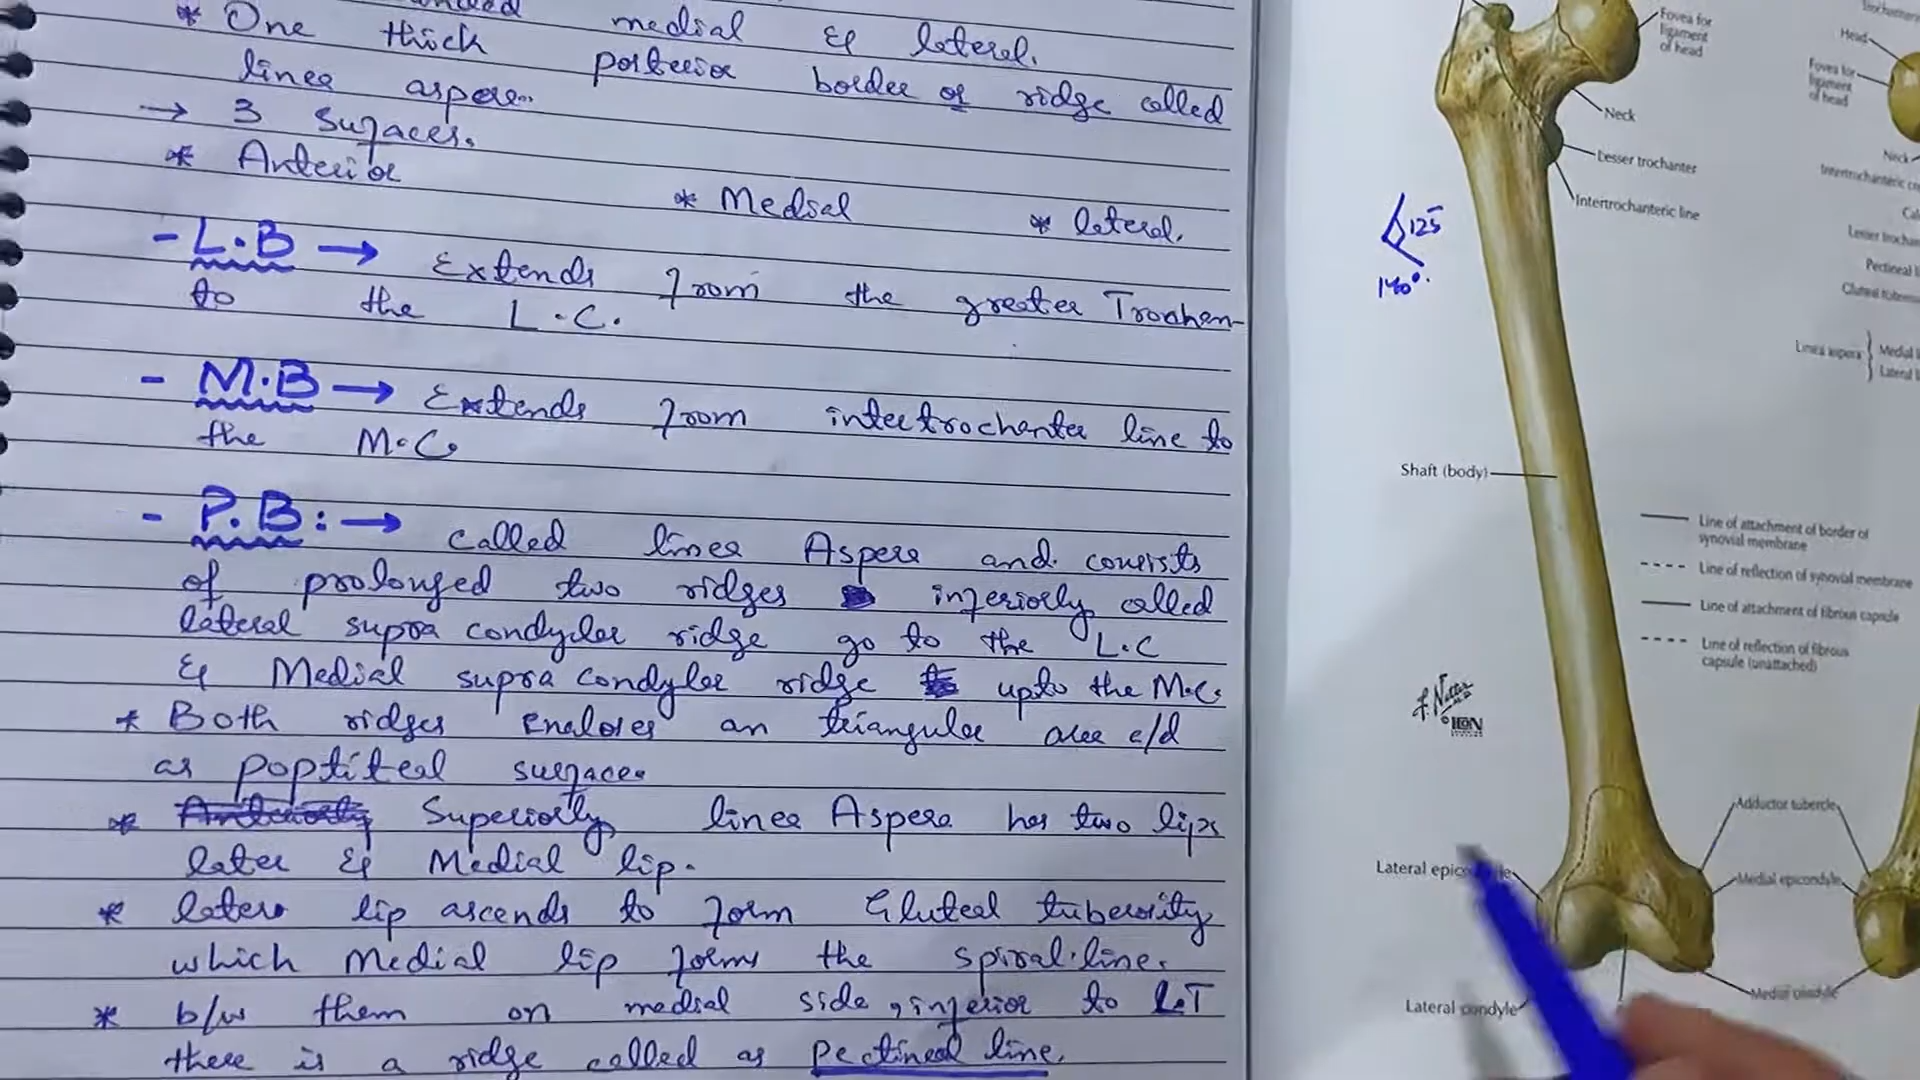 medial & lateral.
* One thick posterior border or ridge called
linea aspera.
→ 3 Surfaces.
* Anterior * Medial * lateral.
- L.B → Extends from the greater Trochan-
to the L.C.
- M.B → Extends from intertrochanter line to
the M.C.
- P.B: → Called linea Aspera and consists
of prolonged two ridges inferiorly called
lateral supra condylar ridge go to the L.C
& Medial supra condylar ridge upto the M.C.
* Both ridges encloses an triangular area c/d
as poptiteal surface.
* Superiorly linea Aspera has two lips
later & Medial lip.
* latera lip ascends to form Gluteal tuberosity
which Medial lip forms the spiral line.
* b/w them on medial side, inferior to L.T
there is a ridge called as Pectineal line.
Fovea for
ligament
of head
Neck
Lesser trochanter
Intertrochanteric line
125
140°.
Shaft (body)
Line of attachment of border of
synovial membrane
Line of reflection of synovial membrane
Line of attachment of fibrous capsule
Line of reflection of fibrous
capsule (unattached)
F. Netter
Adductor tubercle
Lateral
Medial epicondyle
Lateral condyle
Medial condyle
Head
Fovea for
ligament
of head
Neck
Intertrochanteric
Lesser
Pectineal
Gluteal
Linea aspera
Medial
Lateral